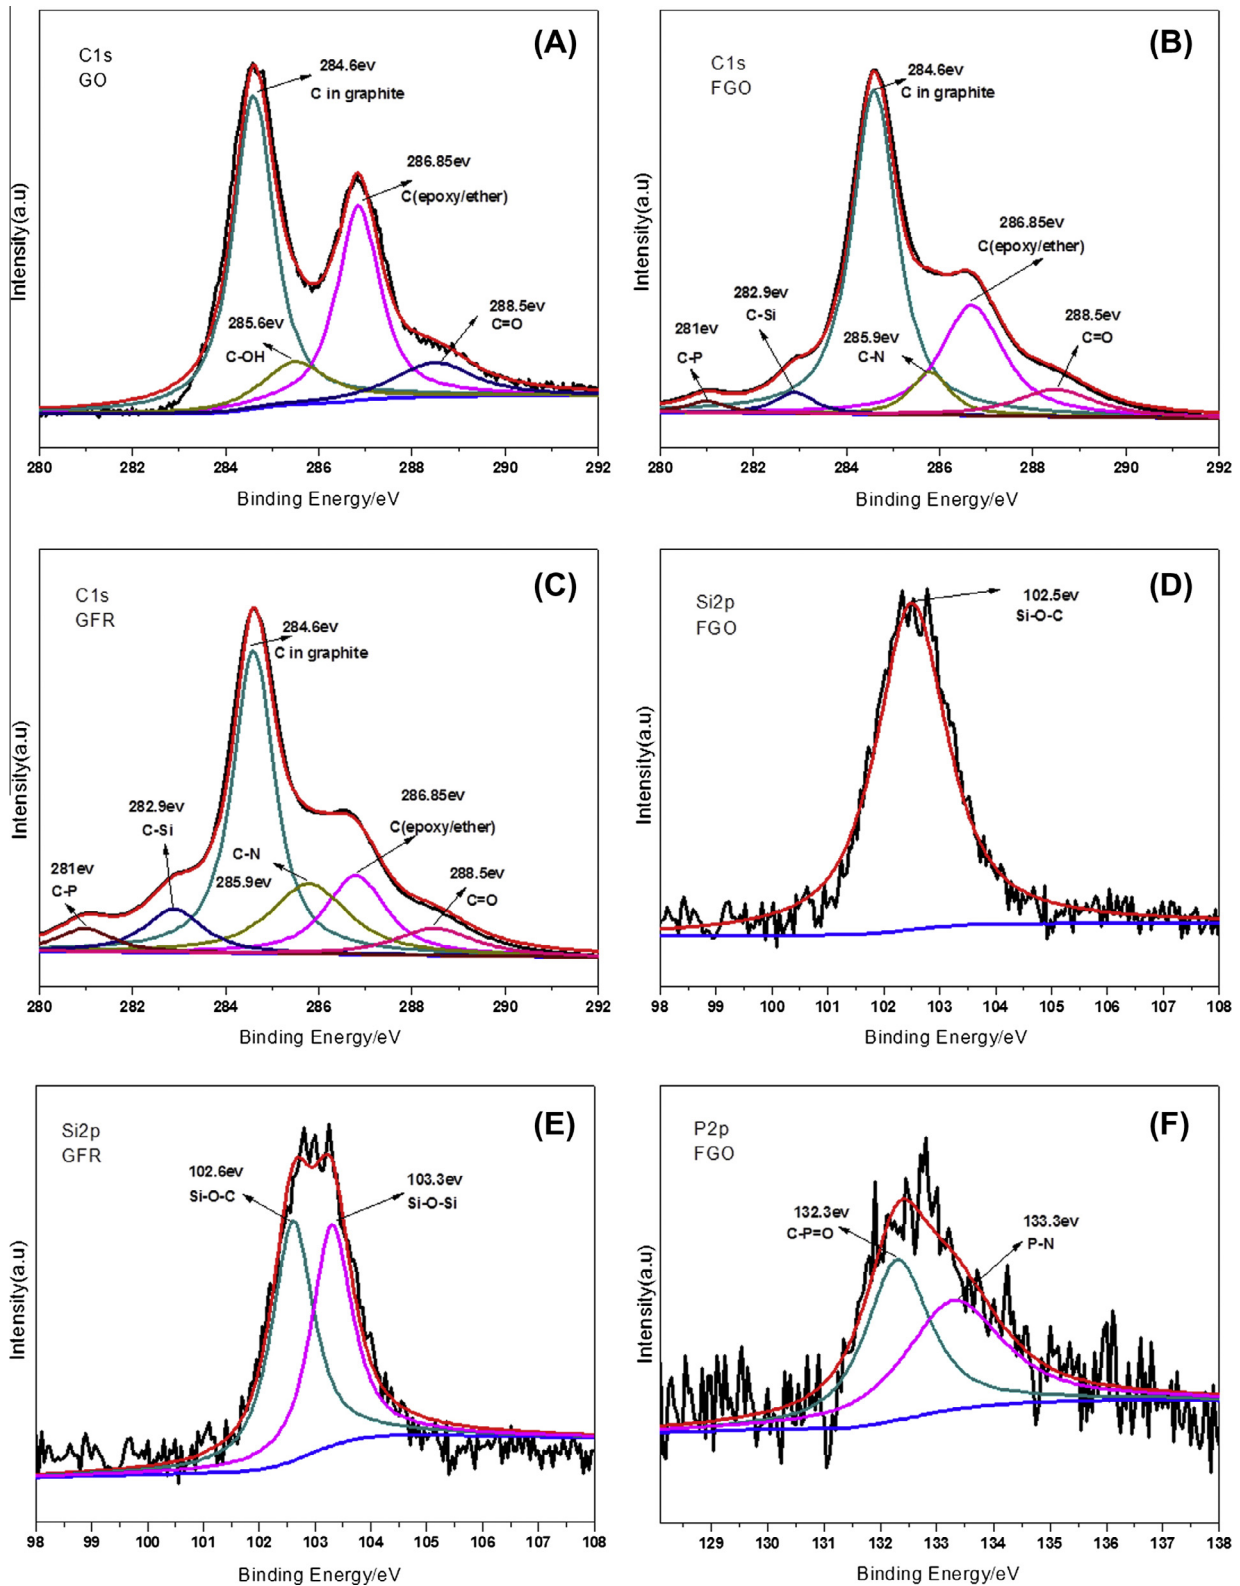 (A)
C1s
GO
284.6ev
C in graphite
286.85ev
C(epoxy/ether)
285.6ev
C-OH
288.5ev
C=O
Intensity(a.u)
280 282 284 286 288 290 292
Binding Energy/eV
(B)
C1s
FGO
284.6ev
C in graphite
286.85ev
C(epoxy/ether)
282.9ev
C-Si
281ev
C-P
285.9ev
C-N
288.5ev
C=O
Intensity(a.u)
280 282 284 286 288 290 292
Binding Energy/eV
(C)
C1s
GFR
284.6ev
C in graphite
282.9ev
C-Si
286.85ev
C(epoxy/ether)
C-N
285.9ev
281ev
C-P
288.5ev
C=O
Intensity(a.u)
280 282 284 286 288 290 292
Binding Energy/eV
(D)
Si2p
FGO
102.5ev
Si-O-C
Intensity(a.u)
98 99 100 101 102 103 104 105 106 107 108
Binding Energy/eV
(E)
Si2p
GFR
102.6ev
Si-O-C
103.3ev
Si-O-Si
Intensity(a.u)
98 99 100 101 102 103 104 105 106 107 108
Binding Energy/eV
(F)
P2p
FGO
132.3ev
C-P=O
133.3ev
P-N
Intensity(a.u)
129 130 131 132 133 134 135 136 137 138
Binding Energy/eV